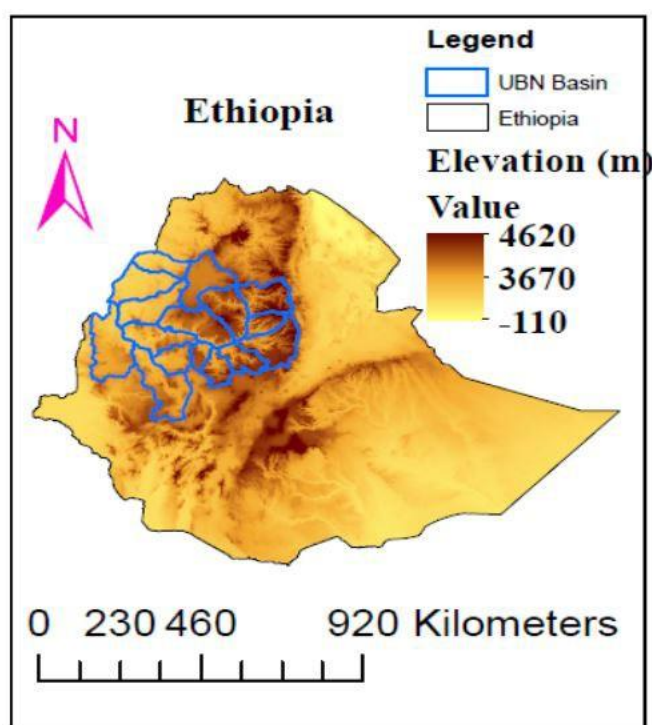 Legend
UBN Basin
Ethiopia
Ethiopia
N
Elevation (m)
Value
4620
3670
-110
0 230 460 920 Kilometers